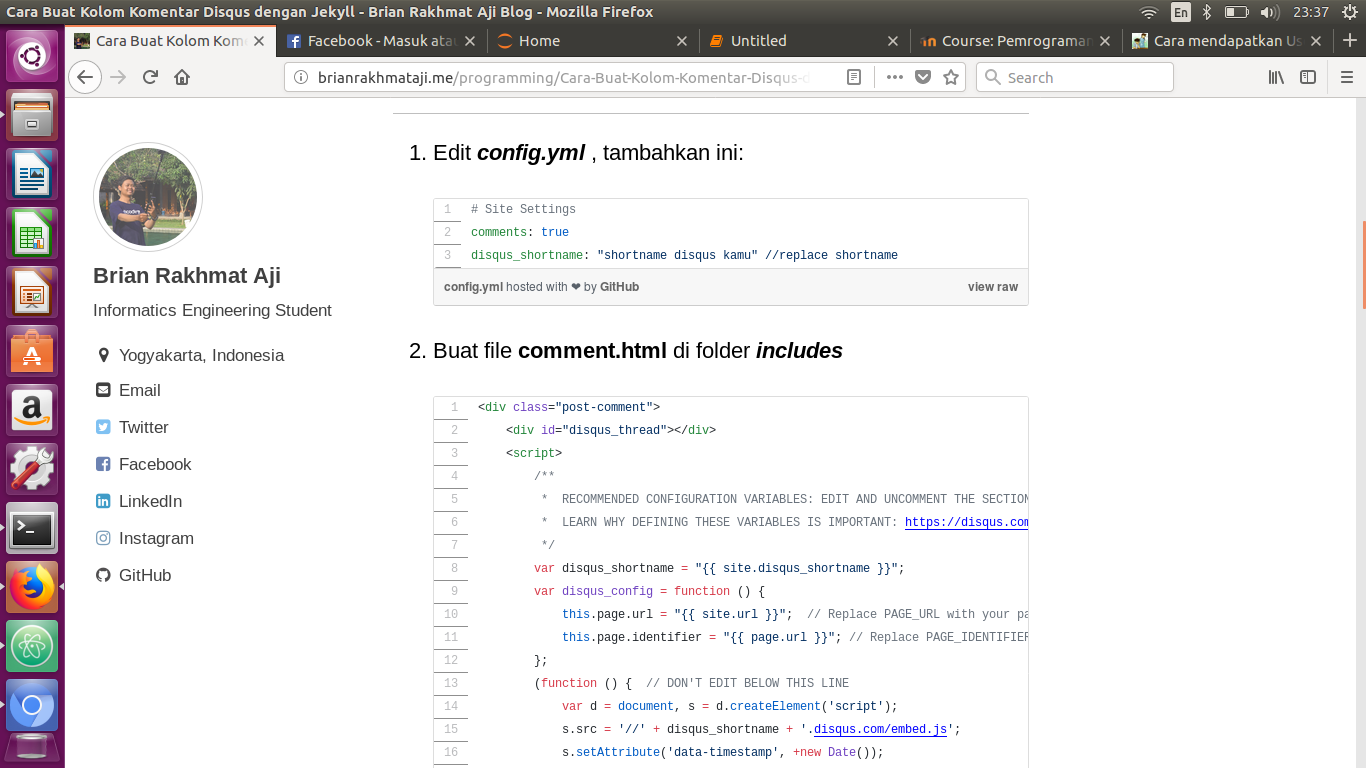 Cara Buat Kolom Komentar Disqus dengan Jekyll - Brian Rakhmat Aji Blog - Mozilla Firefox
En
23:37
Cara Buat Kolom Kom
Facebook - Masuk atau
Home
Untitled
Course: Pemrograman
Cara mendapatkan Us
brianrakhmataji.me/programming/Cara-Buat-Kolom-Komentar-Disqus-d
Search
Brian Rakhmat Aji
Informatics Engineering Student
Yogyakarta, Indonesia
Email
Twitter
Facebook
LinkedIn
Instagram
GitHub
1. Edit config.yml , tambahkan ini:
1 # Site Settings
2 comments: true
3 disqus_shortname: "shortname disqus kamu" //replace shortname
config.yml hosted with ❤ by GitHub
view raw
2. Buat file comment.html di folder includes
1 <div class="post-comment">
2 <div id="disqus_thread"></div>
3 <script>
4 /**
5 * RECOMMENDED CONFIGURATION VARIABLES: EDIT AND UNCOMMENT THE SECTION
6 * LEARN WHY DEFINING THESE VARIABLES IS IMPORTANT: https://disqus.com
7 */
8 var disqus_shortname = "{{ site.disqus_shortname }}";
9 var disqus_config = function () {
10 this.page.url = "{{ site.url }}"; // Replace PAGE_URL with your pa
11 this.page.identifier = "{{ page.url }}"; // Replace PAGE_IDENTIFIER
12 };
13 (function () { // DON'T EDIT BELOW THIS LINE
14 var d = document, s = d.createElement('script');
15 s.src = '//' + disqus_shortname + '.disqus.com/embed.js';
16 s.setAttribute('data-timestamp', +new Date());